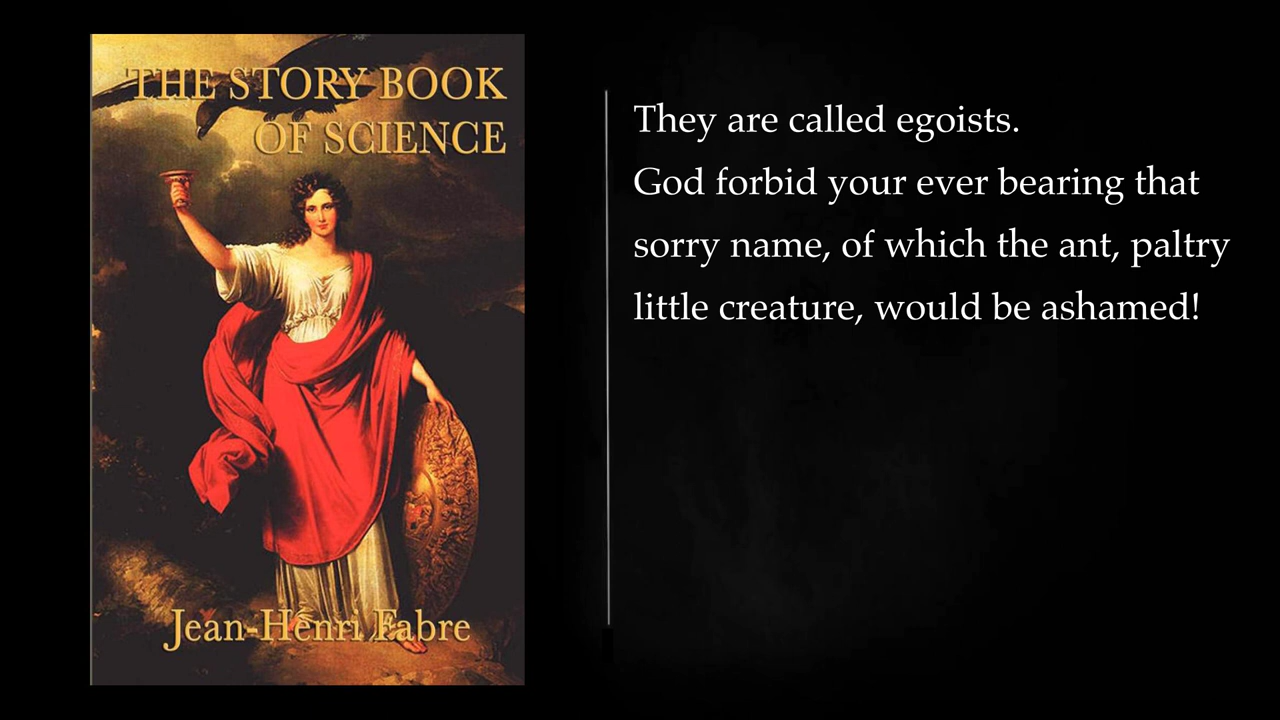 THE STORY BOOK
OF SCIENCE
Jean-Henri Fabre
They are called egoists.
God forbid your ever bearing that
sorry name, of which the ant, paltry
little creature, would be ashamed!